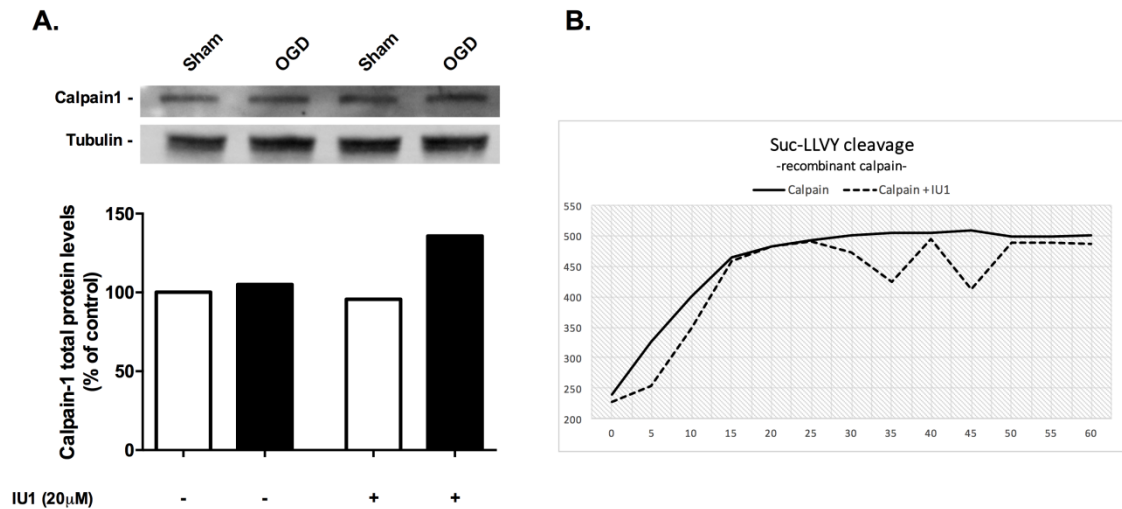 A.
Sham OGD Sham OGD
Calpain1 -
Tubulin -
Calpain-1 total protein levels
(% of control)
150
100
50
0
IU1 (20μM) - - + +
B.
Suc-LLVY cleavage
-recombinant calpain-
Calpain Calpain + IU1
550
500
450
400
350
300
250
200
0 5 10 15 20 25 30 35 40 45 50 55 60